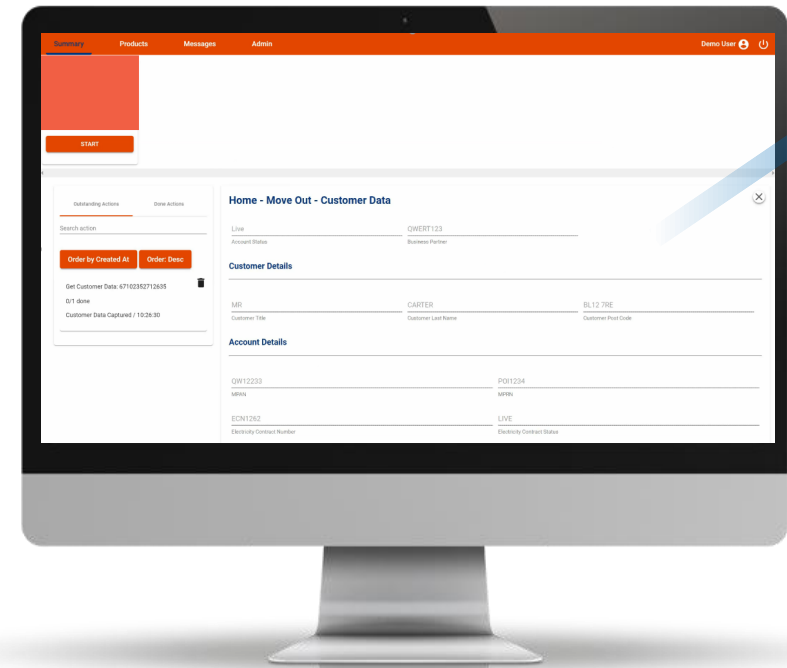 Summary Products Messages Admin Demo User
START
Outstanding Actions Done Actions
Search action
Order by Created At Order: Desc
Get Customer Data: 67102352712635
0/1 done
Customer Data Captured / 10:26:30
Home - Move Out - Customer Data
Live QWERT123
Account Status Business Partner
Customer Details
MR CARTER BL12 7RE
Customer Title Customer Last Name Customer Post Code
Account Details
QW12233 POI1234
MPAN MPRN
ECN1262 LIVE
Electricity Contract Number Electricity Contract Status